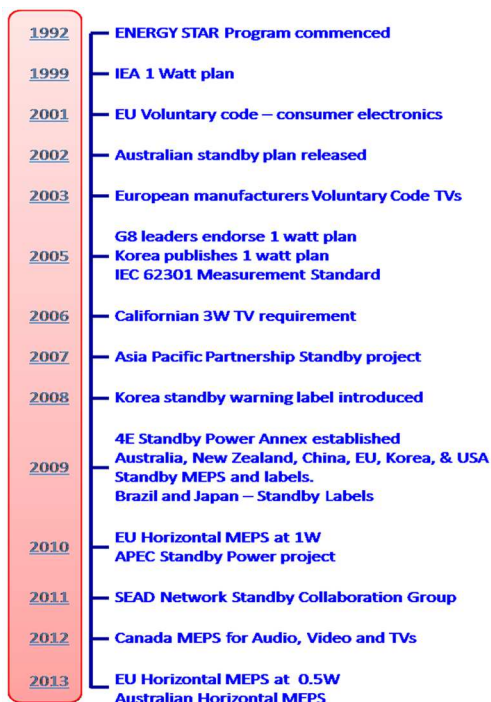 1992 ENERGY STAR Program commenced
1999 IEA 1 Watt plan
2001 EU Voluntary code – consumer electronics
2002 Australian standby plan released
2003 European manufacturers Voluntary Code TVs
G8 leaders endorse 1 watt plan
2005 Korea publishes 1 watt plan
IEC 62301 Measurement Standard
2006 Californian 3W TV requirement
2007 Asia Pacific Partnership Standby project
2008 Korea standby warning label introduced
4E Standby Power Annex established
Australia, New Zealand, China, EU, Korea, & USA
2009 Standby MEPS and labels.
Brazil and Japan – Standby Labels
EU Horizontal MEPS at 1W
2010 APEC Standby Power project
2011 SEAD Network Standby Collaboration Group
2012 Canada MEPS for Audio, Video and TVs
2013 EU Horizontal MEPS at 0.5W
Australian Horizontal MEPS